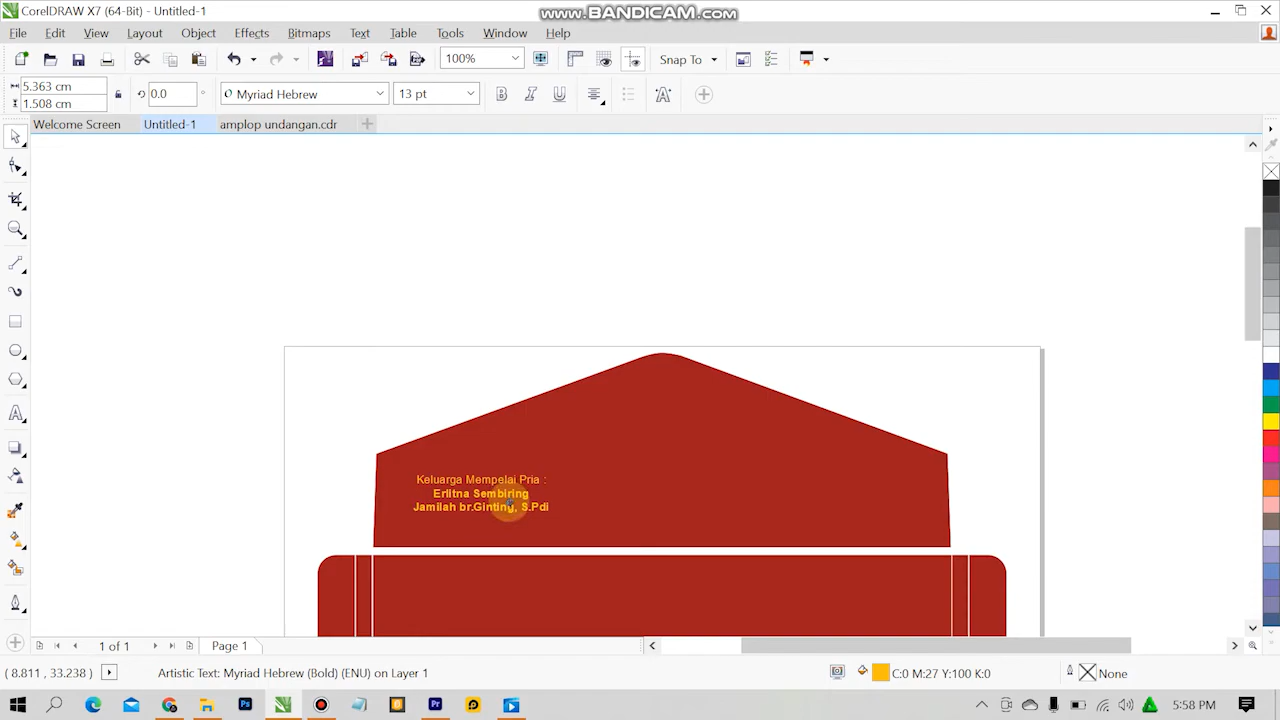 CorelDRAW X7 (64-Bit) - Untitled-1
www.BANDICAM.com
File Edit View Layout Object Effects Bitmaps Text Table Tools Window Help
100% Snap To
5.363 cm
1.508 cm
0.0 ° O Myriad Hebrew 13 pt B I U
Welcome Screen Untitled-1 amplop undangan.cdr
Keluarga Mempelai Pria :
Erlitna Sembiring
Jamilah br.Ginting, S.Pdi
1 of 1 Page 1
(8.811, 33.238) Artistic Text: Myriad Hebrew (Bold) (ENU) on Layer 1 C:0 M:27 Y:100 K:0 None
5:58 PM